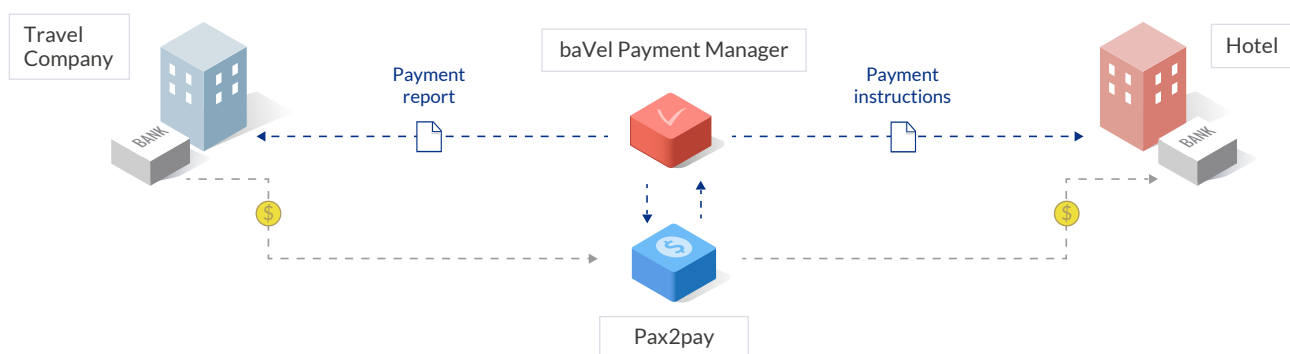 Travel
Company
baVel Payment Manager
Hotel
Payment
report
Payment
instructions
BANK
BANK
$
$
$
Pax2pay